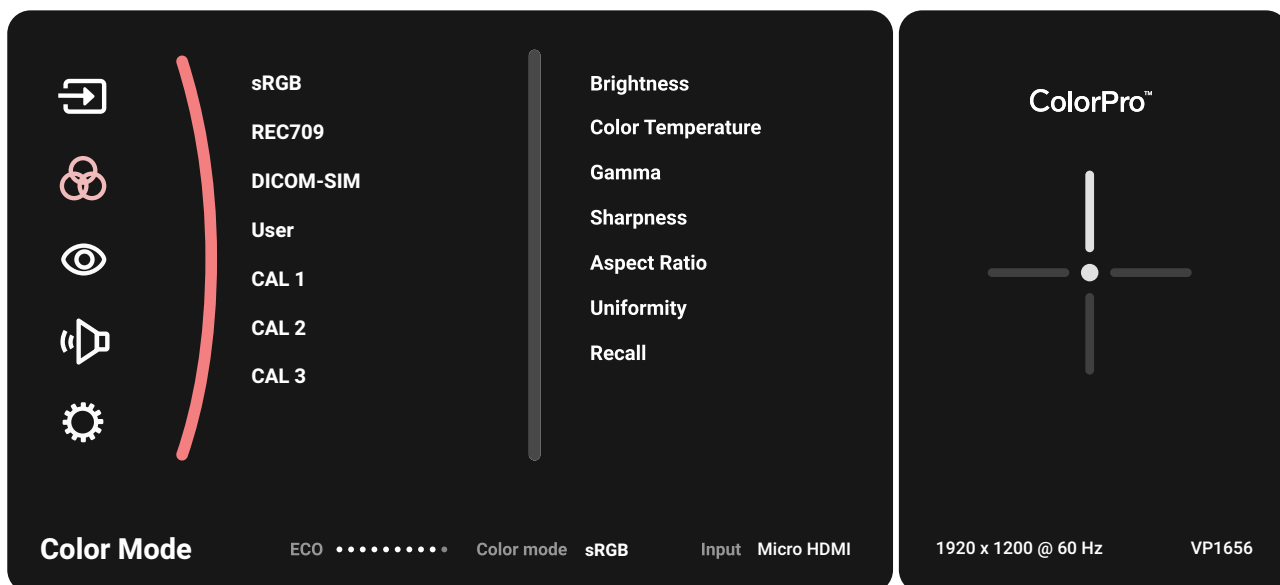 sRGB
REC709
DICOM-SIM
User
CAL 1
CAL 2
CAL 3
Brightness
Color Temperature
Gamma
Sharpness
Aspect Ratio
Uniformity
Recall
ColorPro™
Color Mode
ECO
Color mode sRGB
Input Micro HDMI
1920 x 1200 @ 60 Hz
VP1656